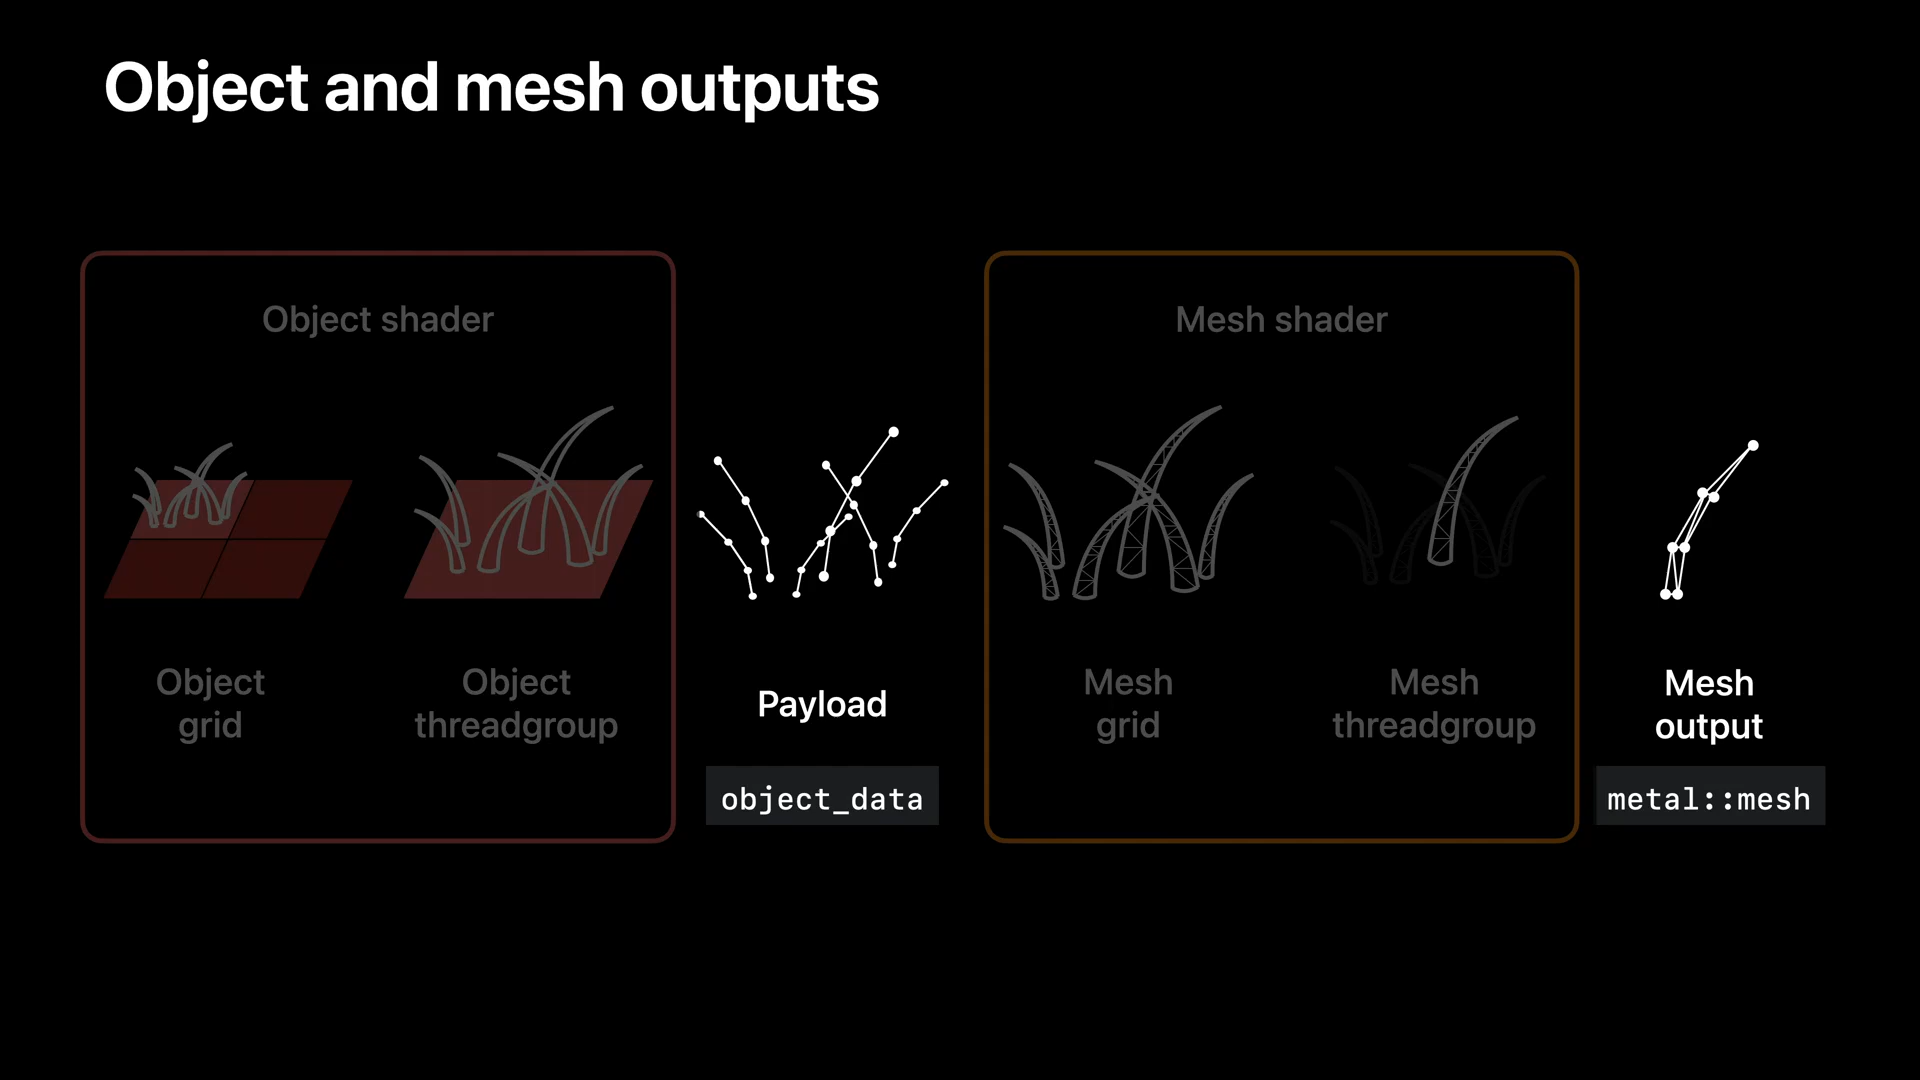 Object and mesh outputs
Object shader
Object
grid
Object
threadgroup
Payload
object_data
Mesh shader
Mesh
grid
Mesh
threadgroup
Mesh
output
metal::mesh